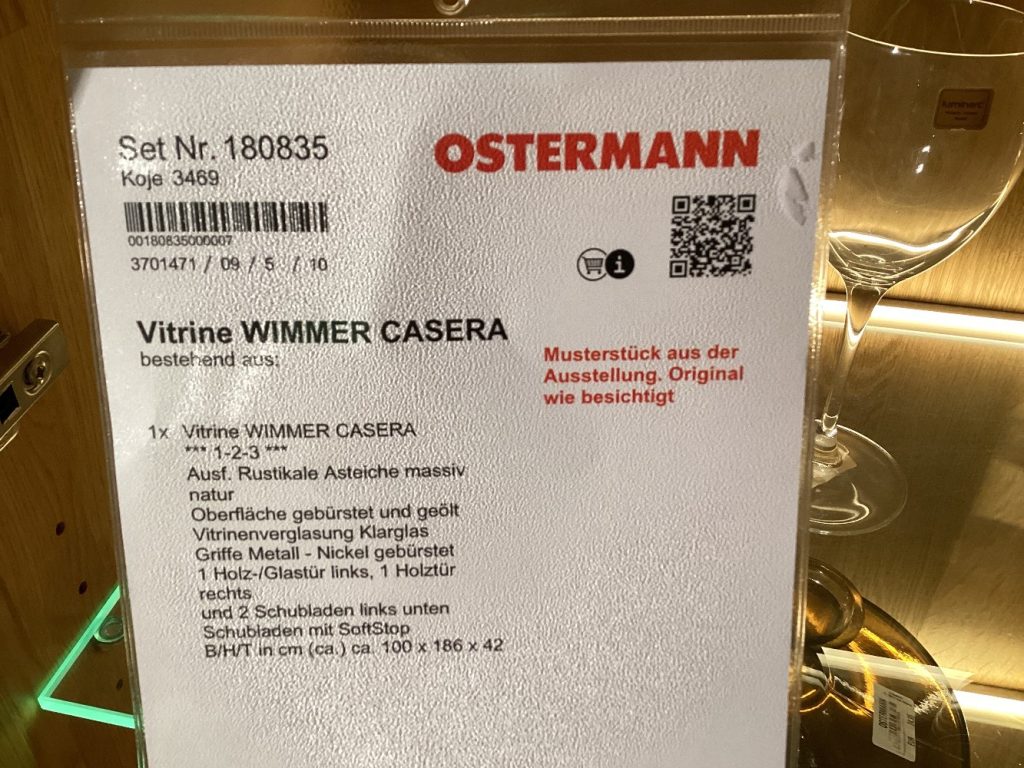 Set Nr. 180835
Koje 3469
00180835000007
3701471 / 09 / 5 / 10
OSTERMANN
i
Vitrine WIMMER CASERA
bestehend aus:
Musterstück aus der
Ausstellung. Original
wie besichtigt
1x Vitrine WIMMER CASERA
*** 1-2-3 ***
Ausf. Rustikale Asteiche massiv
natur
Oberfläche gebürstet und geölt
Vitrinenverglasung Klarglas
Griffe Metall - Nickel gebürstet
1 Holz-/Glastür links, 1 Holztür
rechts
und 2 Schubladen links unten
Schubladen mit SoftStop
B/H/T in cm (ca.) ca. 100 x 186 x 42
luminarc
OSTERMANN